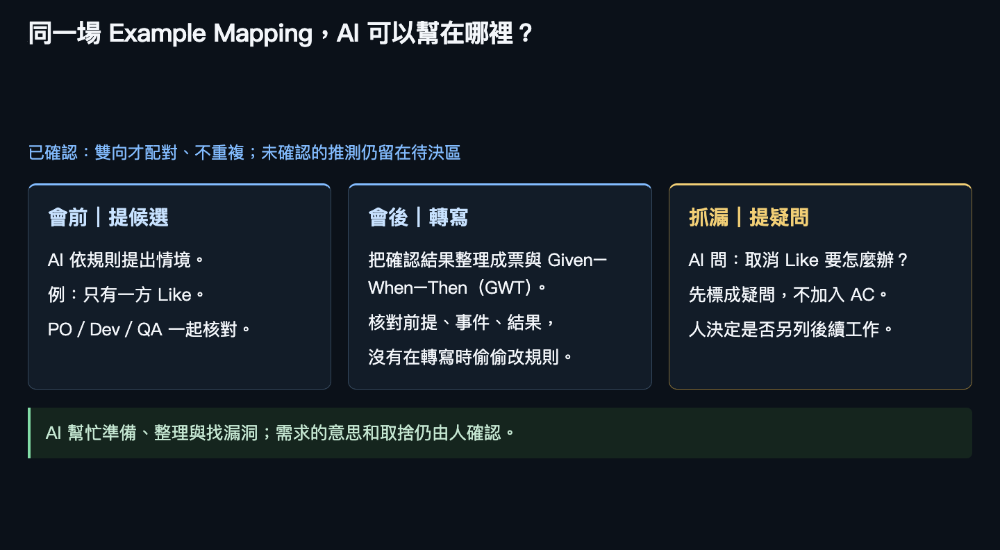 同一場 Example Mapping，AI 可以幫在哪裡？
已確認：雙向才配對、不重複；未確認的推測仍留在待決區
會前｜提候選
AI 依規則提出情境。
例：只有一方 Like。
PO / Dev / QA 一起核對。
會後｜轉寫
把確認結果整理成票與 Given—
When—Then（GWT）。
核對前提、事件、結果，
沒有在轉寫時偷偷改規則。
抓漏｜提疑問
AI 問：取消 Like 要怎麼辦？
先標成疑問，不加入 AC。
人決定是否另列後續工作。
AI 幫忙準備、整理與找漏洞；需求的意思和取捨仍由人確認。